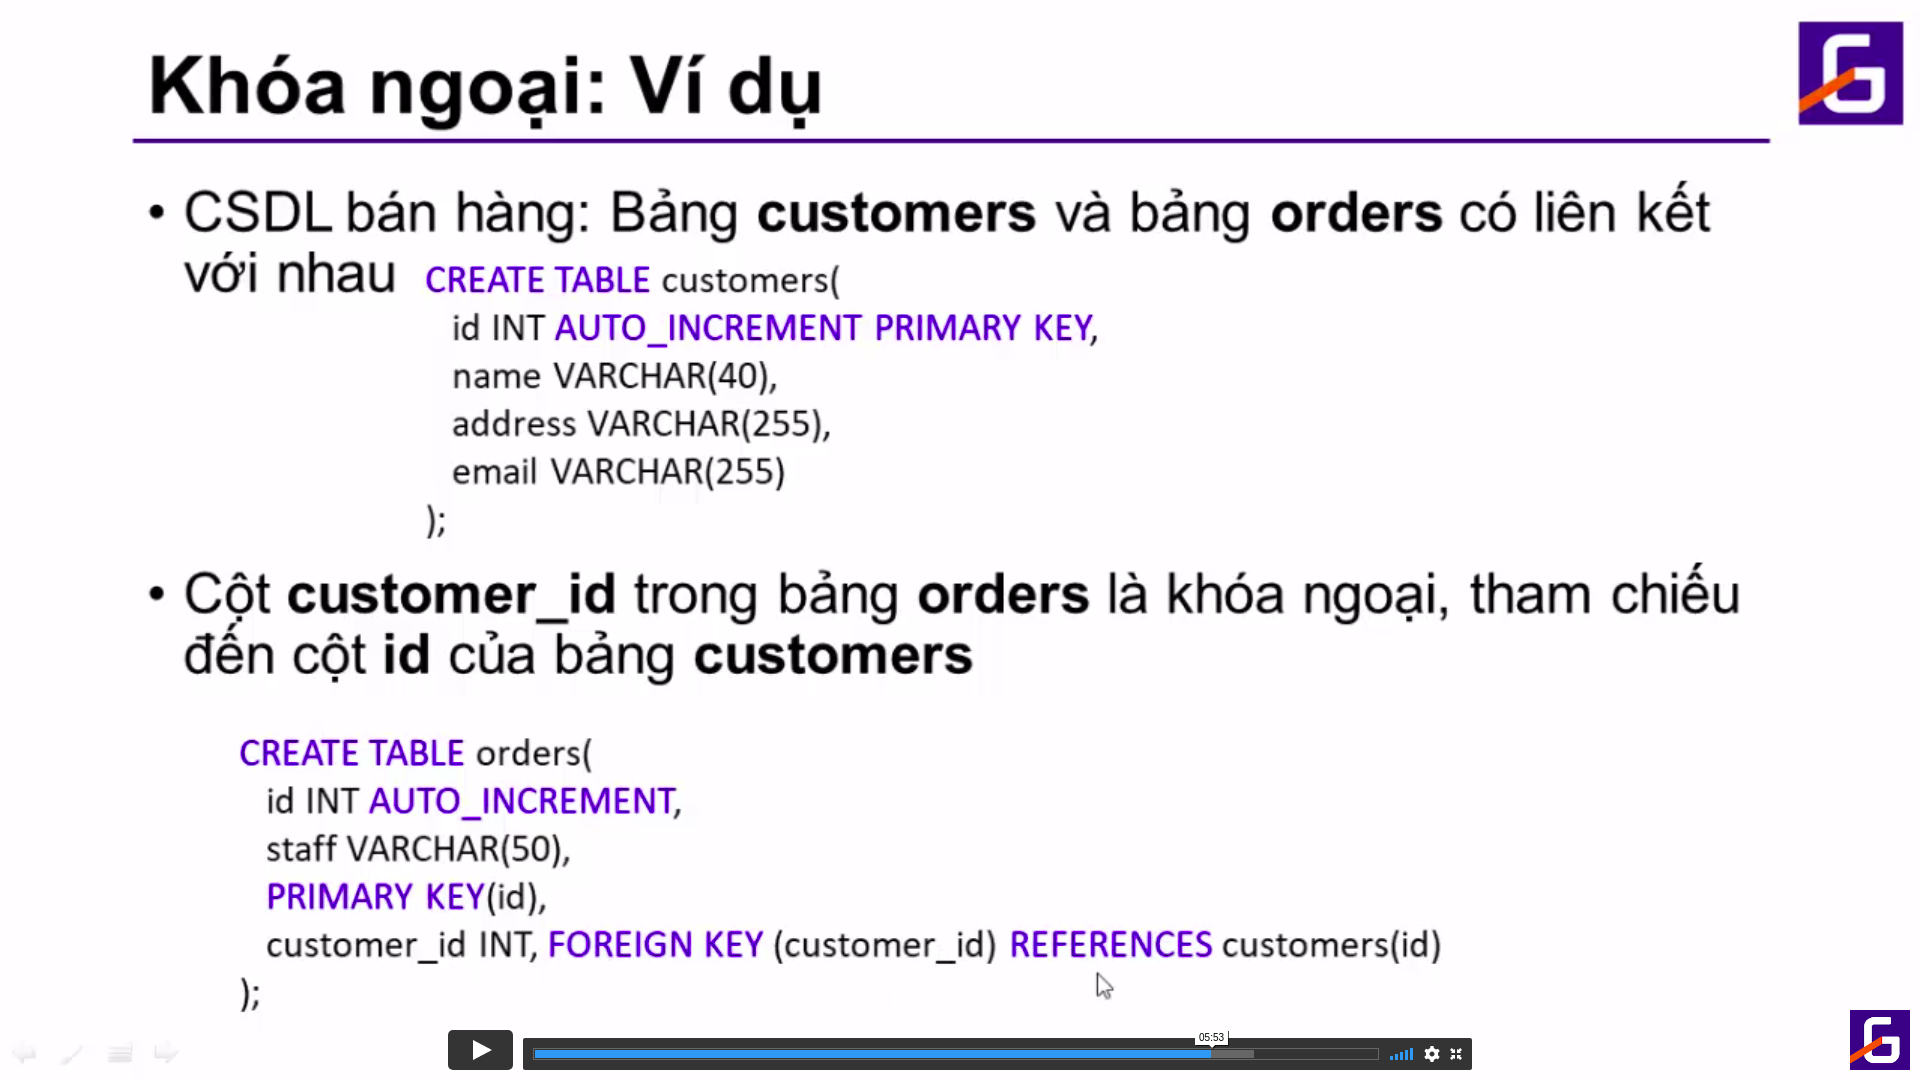 Khóa ngoại: Ví dụ
• CSDL bán hàng: Bảng customers và bảng orders có liên kết
với nhau
CREATE TABLE customers(
id INT AUTO_INCREMENT PRIMARY KEY,
name VARCHAR(40),
address VARCHAR(255),
email VARCHAR(255)
);
• Cột customer_id trong bảng orders là khóa ngoại, tham chiếu
đến cột id của bảng customers
CREATE TABLE orders(
id INT AUTO_INCREMENT,
staff VARCHAR(50),
PRIMARY KEY(id),
customer_id INT, FOREIGN KEY (customer_id) REFERENCES customers(id)
);
05:53